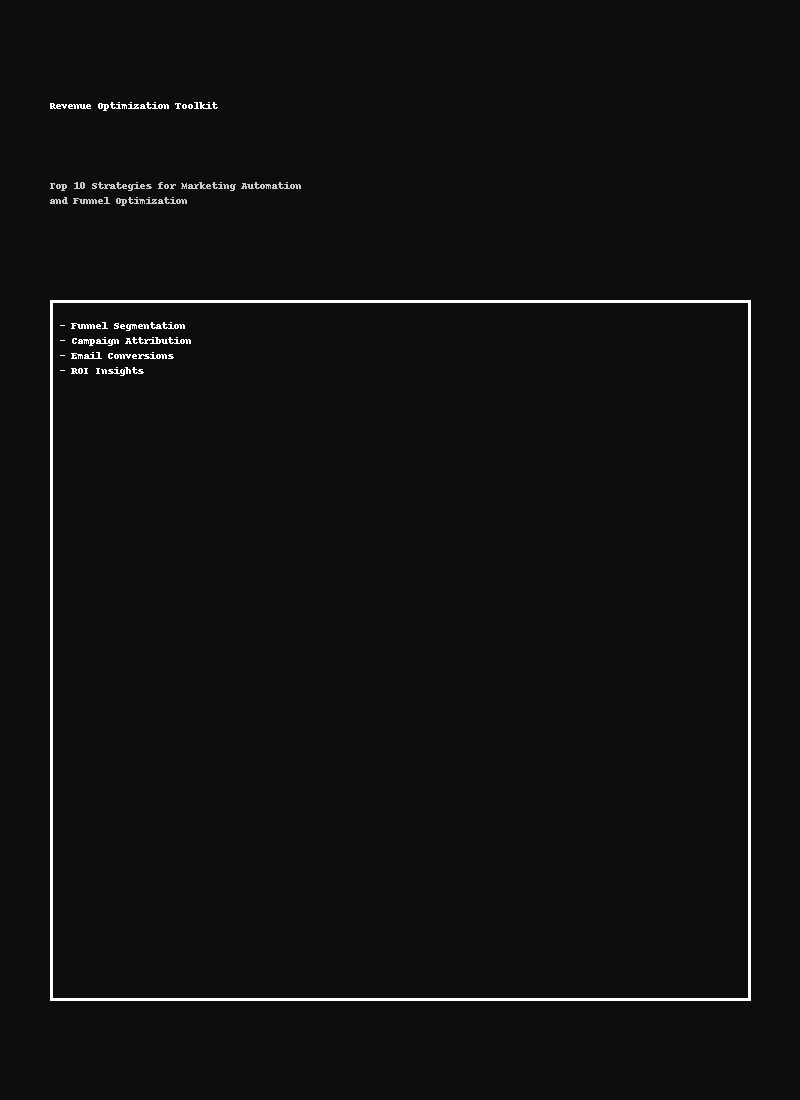 Revenue Optimization Toolkit
Top 10 Strategies for Marketing Automation
and Funnel Optimization
- Funnel Segmentation
- Campaign Attribution
- Email Conversions
- ROI Insights